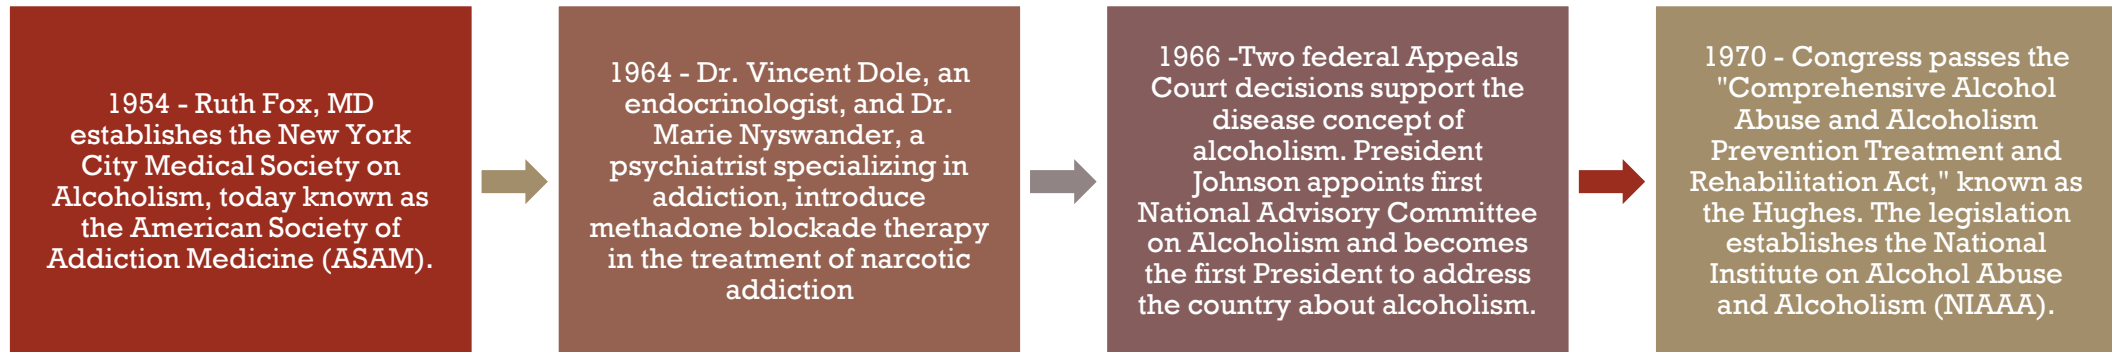 1954 - Ruth Fox, MD
establishes the New York
City Medical Society on
Alcoholism, today known as
the American Society of
Addiction Medicine (ASAM).
1964 - Dr. Vincent Dole, an
endocrinologist, and Dr.
Marie Nyswander, a
psychiatrist specializing in
addiction, introduce
methadone blockade therapy
in the treatment of narcotic
addiction
1966 -Two federal Appeals
Court decisions support the
disease concept of
alcoholism. President
Johnson appoints first
National Advisory Committee
on Alcoholism and becomes
the first President to address
the country about alcoholism.
1970 - Congress passes the
"Comprehensive Alcohol
Abuse and Alcoholism
Prevention Treatment and
Rehabilitation Act," known as
the Hughes. The legislation
establishes the National
Institute on Alcohol Abuse
and Alcoholism (NIAAA).